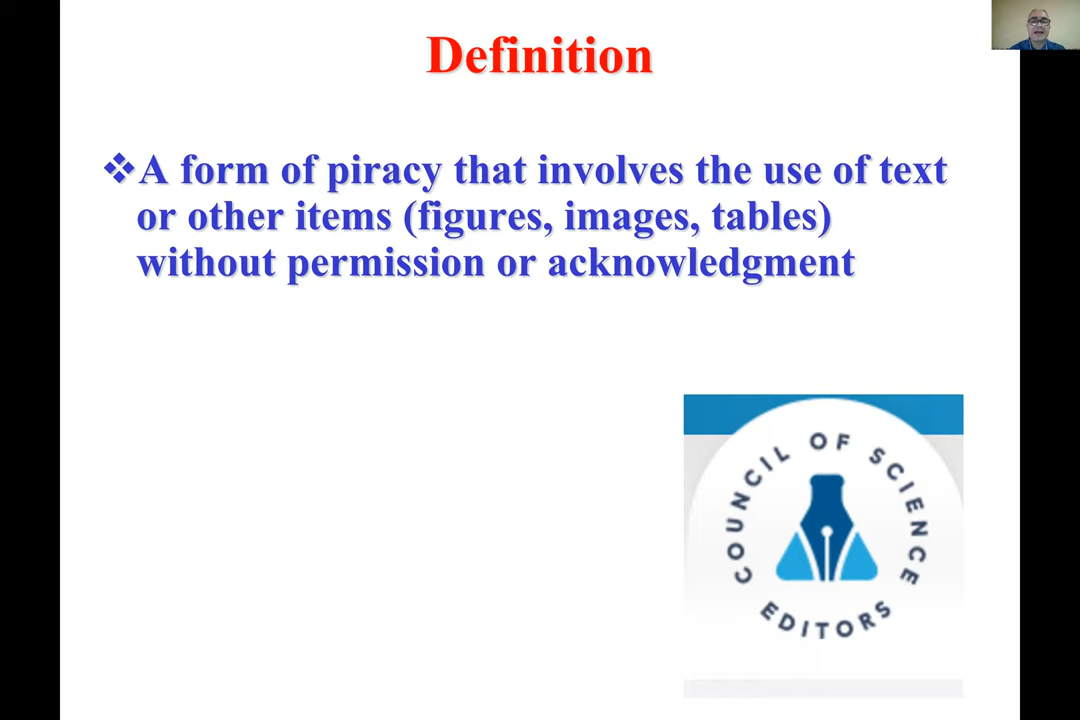 Definition
❖A form of piracy that involves the use of text
or other items (figures, images, tables)
without permission or acknowledgment
COUNCIL OF SCIENCE
EDITORS